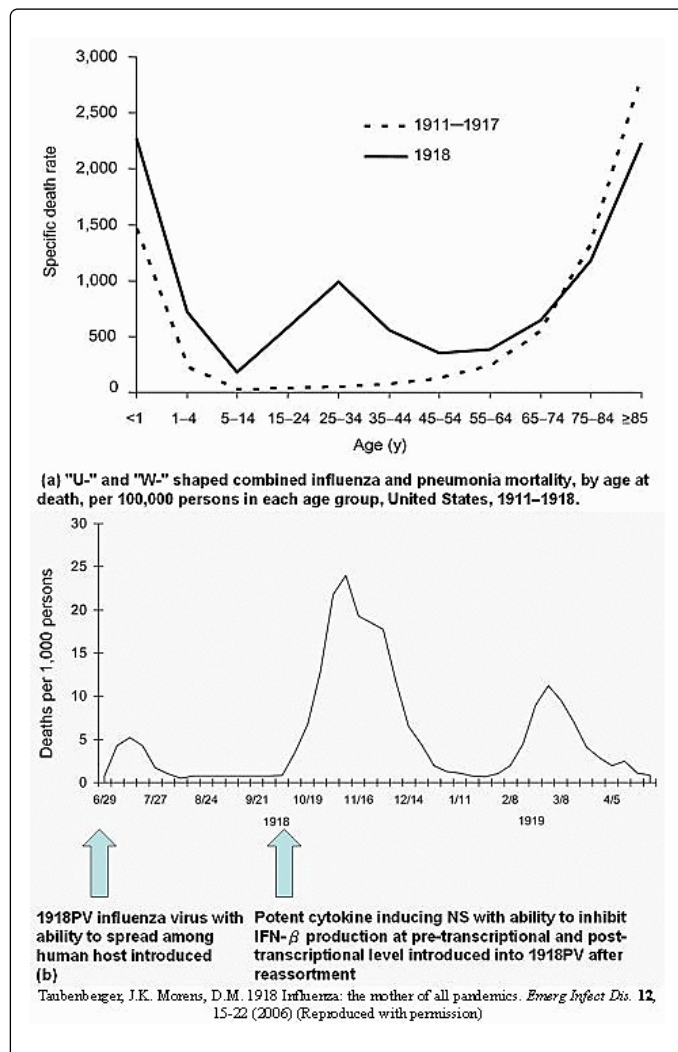 3,000
2,500
2,000
1,500
1,000
500
0
Specific death rate
1911—1917
1918
<1 1–4 5–14 15–24 25–34 35–44 45–54 55–64 65–74 75–84 ≥85
Age (y)
(a) "U-" and "W-" shaped combined influenza and pneumonia mortality, by age at
death, per 100,000 persons in each age group, United States, 1911–1918.
30
25
20
15
10
5
0
Deaths per 1,000 persons
6/29 7/27 8/24 9/21 10/19 11/16 12/14 1/11 2/8 3/8 4/5
1918 1919
1918PV influenza virus with
ability to spread among
human host introduced
(b)
Potent cytokine inducing NS with ability to inhibit
IFN-β production at pre-transcriptional and post-
transcriptional level introduced into 1918PV after
reassortment
Taubenberger, J.K. Morens, D.M. 1918 Influenza: the mother of all pandemics. Emerg Infect Dis. 12,
15-22 (2006) (Reproduced with permission)